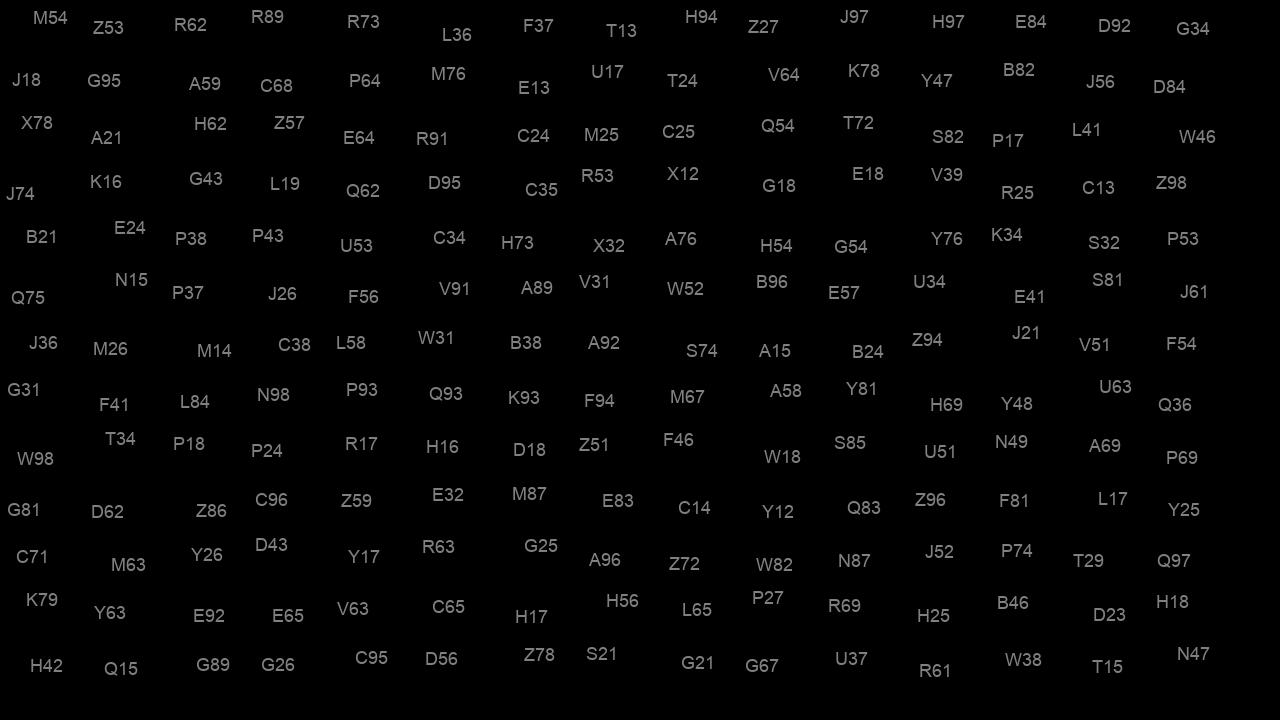 M54 Z53 R62 R89 R73 L36 F37 T13 H94 Z27 J97 H97 E84 D92 G34
J18 G95 A59 C68 P64 M76 E13 U17 T24 V64 K78 Y47 B82 J56 D84
X78 A21 H62 Z57 E64 R91 C24 M25 C25 Q54 T72 S82 P17 L41 W46
J74 K16 G43 L19 Q62 D95 C35 R53 X12 G18 E18 V39 R25 C13 Z98
B21 E24 P38 P43 U53 C34 H73 X32 A76 H54 G54 Y76 K34 S32 P53
Q75 N15 P37 J26 F56 V91 A89 V31 W52 B96 E57 U34 E41 S81 J61
J36 M26 M14 C38 L58 W31 B38 A92 S74 A15 B24 Z94 J21 V51 F54
G31 F41 L84 N98 P93 Q93 K93 F94 M67 A58 Y81 H69 Y48 U63 Q36
W98 T34 P18 P24 R17 H16 D18 Z51 F46 W18 S85 U51 N49 A69 P69
G81 D62 Z86 C96 Z59 E32 M87 E83 C14 Y12 Q83 Z96 F81 L17 Y25
C71 M63 Y26 D43 Y17 R63 G25 A96 Z72 W82 N87 J52 P74 T29 Q97
K79 Y63 E92 E65 V63 C65 H17 H56 L65 P27 R69 H25 B46 D23 H18
H42 Q15 G89 G26 C95 D56 Z78 S21 G21 G67 U37 R61 W38 T15 N47